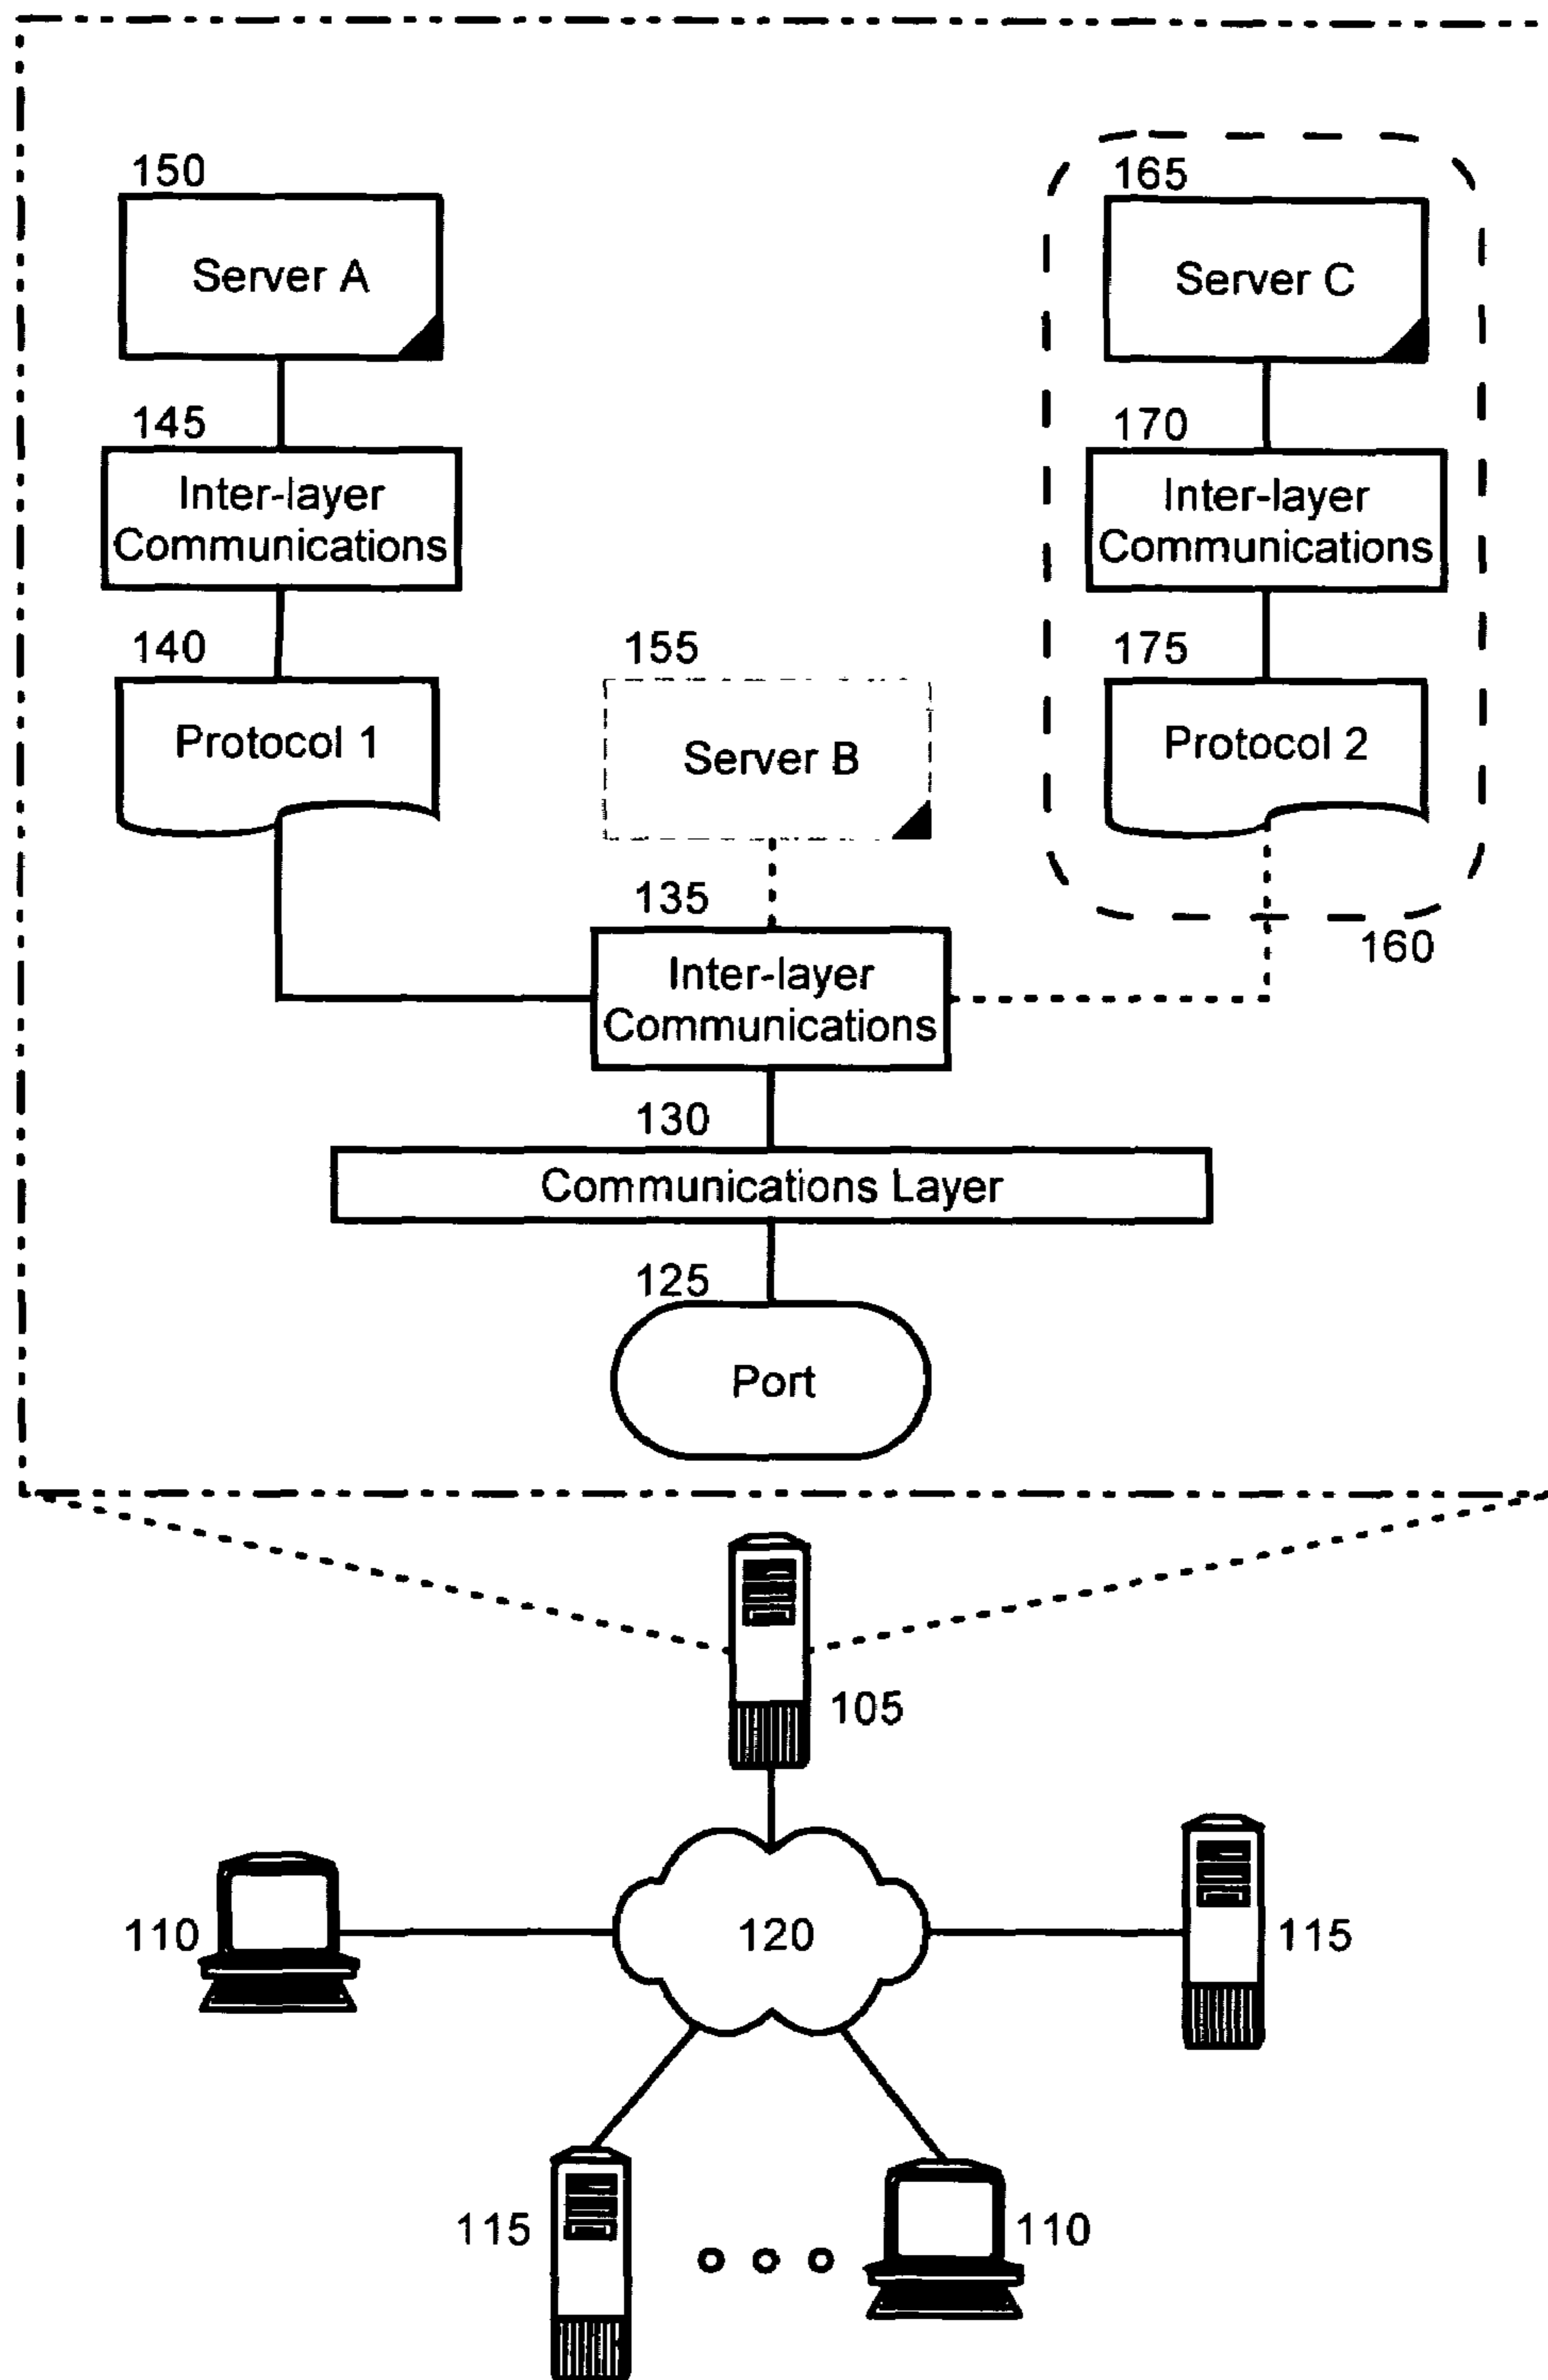 150
165
Server A
Server C
145
170
Inter-layer
Communications
Inter-layer
Communications
140
155
175
Protocol 1
Server B
Protocol 2
135
160
Inter-layer
Communications
130
Communications Layer
125
Port
105
110
120
115
115
110